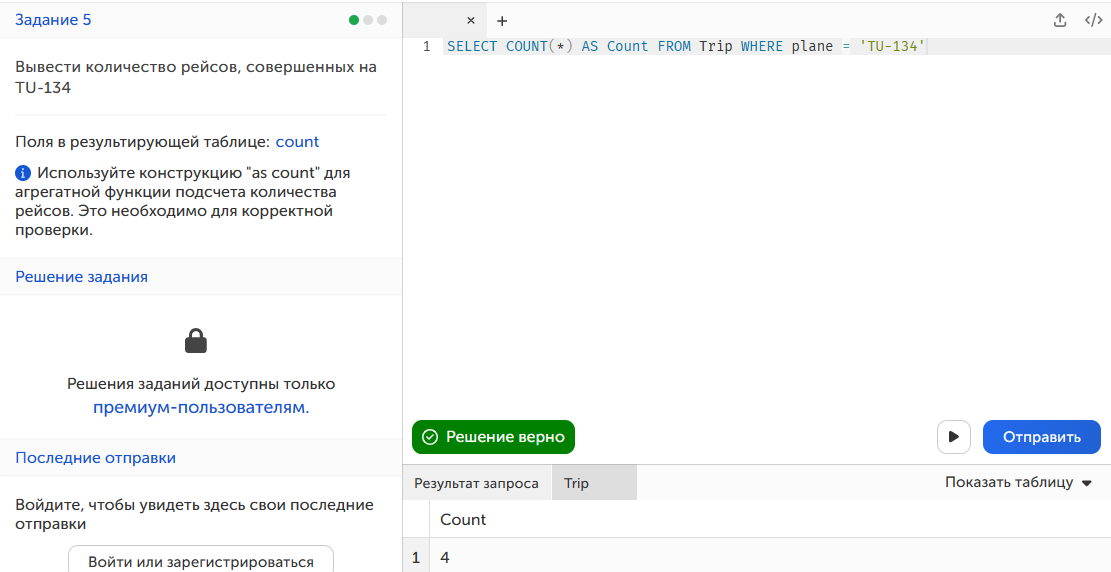 Задание 5
Вывести количество рейсов, совершенных на
TU-134
Поля в результирующей таблице: count
Используйте конструкцию "as count" для
агрегатной функции подсчета количества
рейсов. Это необходимо для корректной
проверки.
Решение задания
Решения заданий доступны только
премиум-пользователям.
Последние отправки
Войдите, чтобы увидеть здесь свои последние
отправки
Войти или зарегистрироваться
× +
</>
1 SELECT COUNT(*) AS Count FROM Trip WHERE plane = 'TU-134'
Решение верно
Отправить
Результат запроса Trip Показать таблицу
Count
1 4